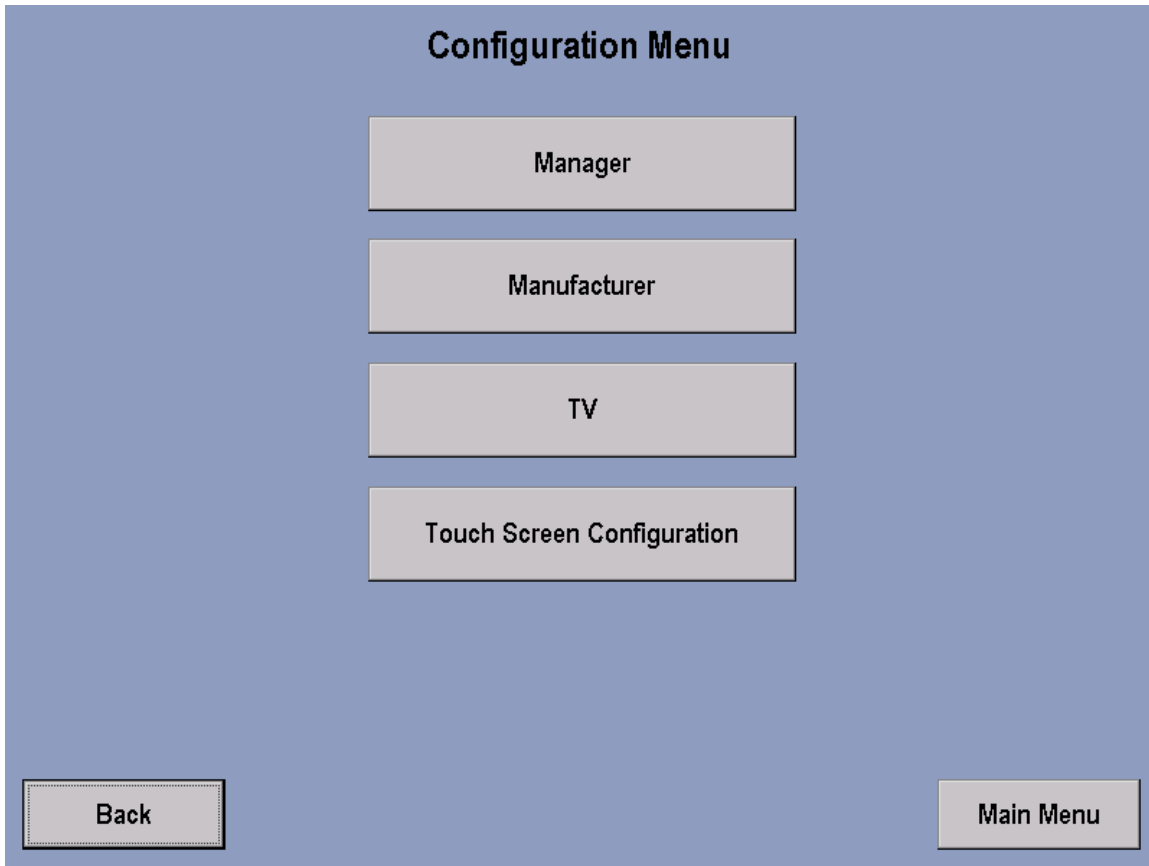 Configuration Menu
Manager
Manufacturer
TV
Touch Screen Configuration
Back
Main Menu